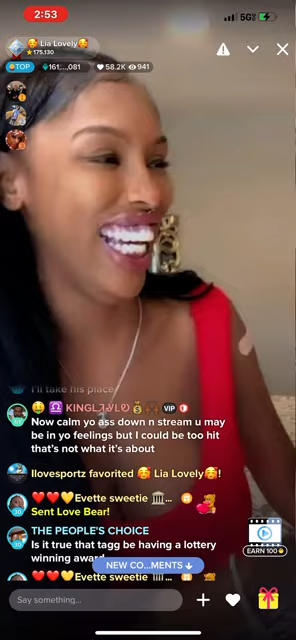 2:53
5G
🥰 Lia Lovely🥰
175,130
TOP
161,...,081
58.2K
941
I'll take his place
VIP
Now calm yo ass down n stream u may
be in yo feelings but I could be too hit
that's not what it's about
Ilovesportz favorited 🥰 Lia Lovely🥰!
❤️❤️💛Evette sweetie 🏛️...
Sent Love Bear!
THE PEOPLE'S CHOICE
Is it true that tagg be having a lottery
winning award
NEW CO...MENTS ↓
❤️❤️💛Evette sweetie 🏛️...
EARN 100
Say something...